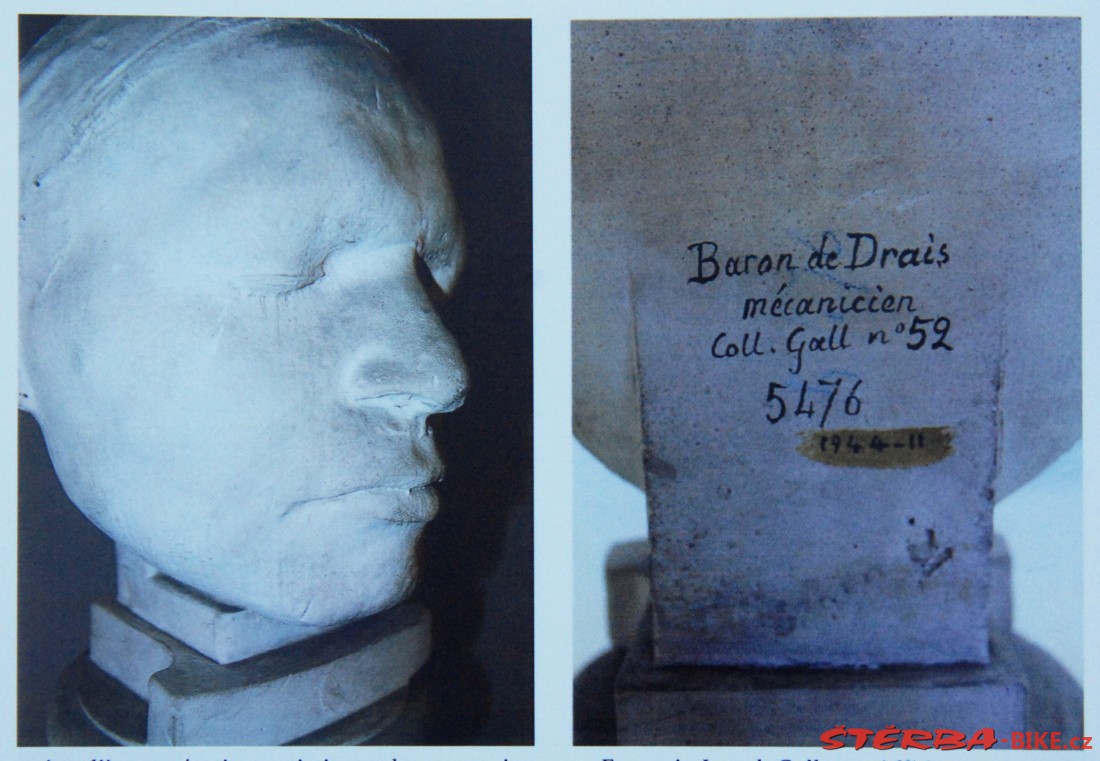 Baron de Drais
mécanicien
Coll. Gall n° 52
5476
1944-11
ŠTĚRBA-BIKE.cz